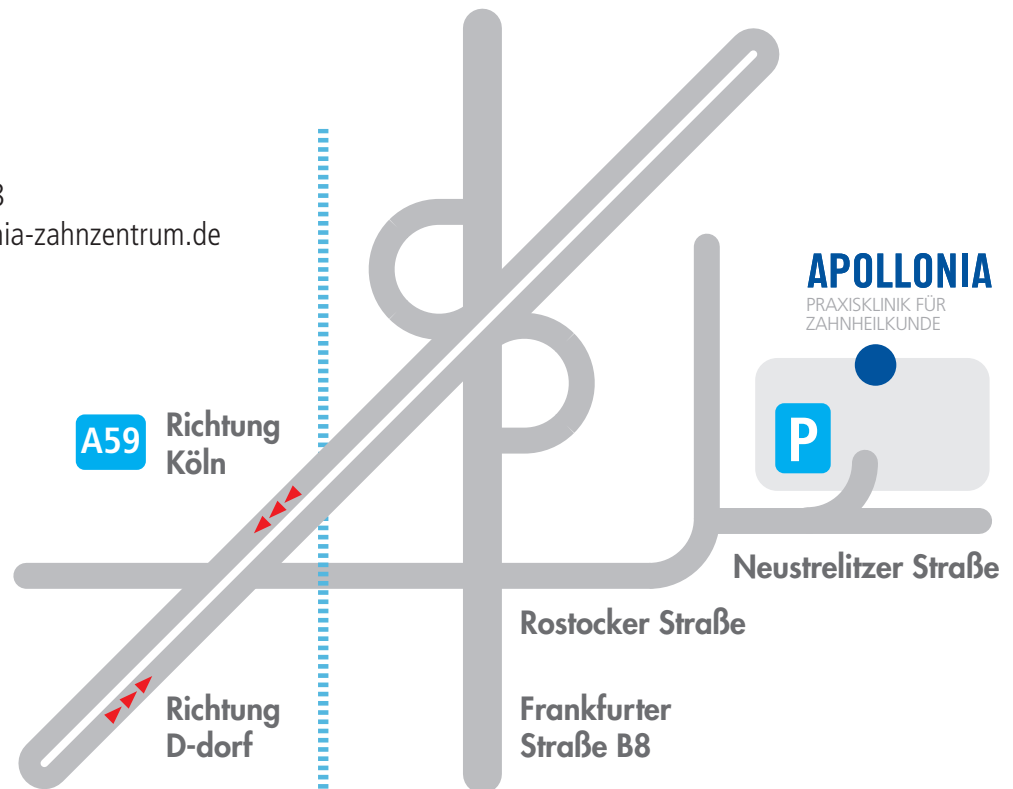 8
ia-zahnzentrum.de
APOLLONIA
PRAXISKLINIK FÜR
ZAHNHEILKUNDE
A59
Richtung
Köln
P
Neustrelitzer Straße
Rostocker Straße
Richtung
D-dorf
Frankfurter
Straße B8